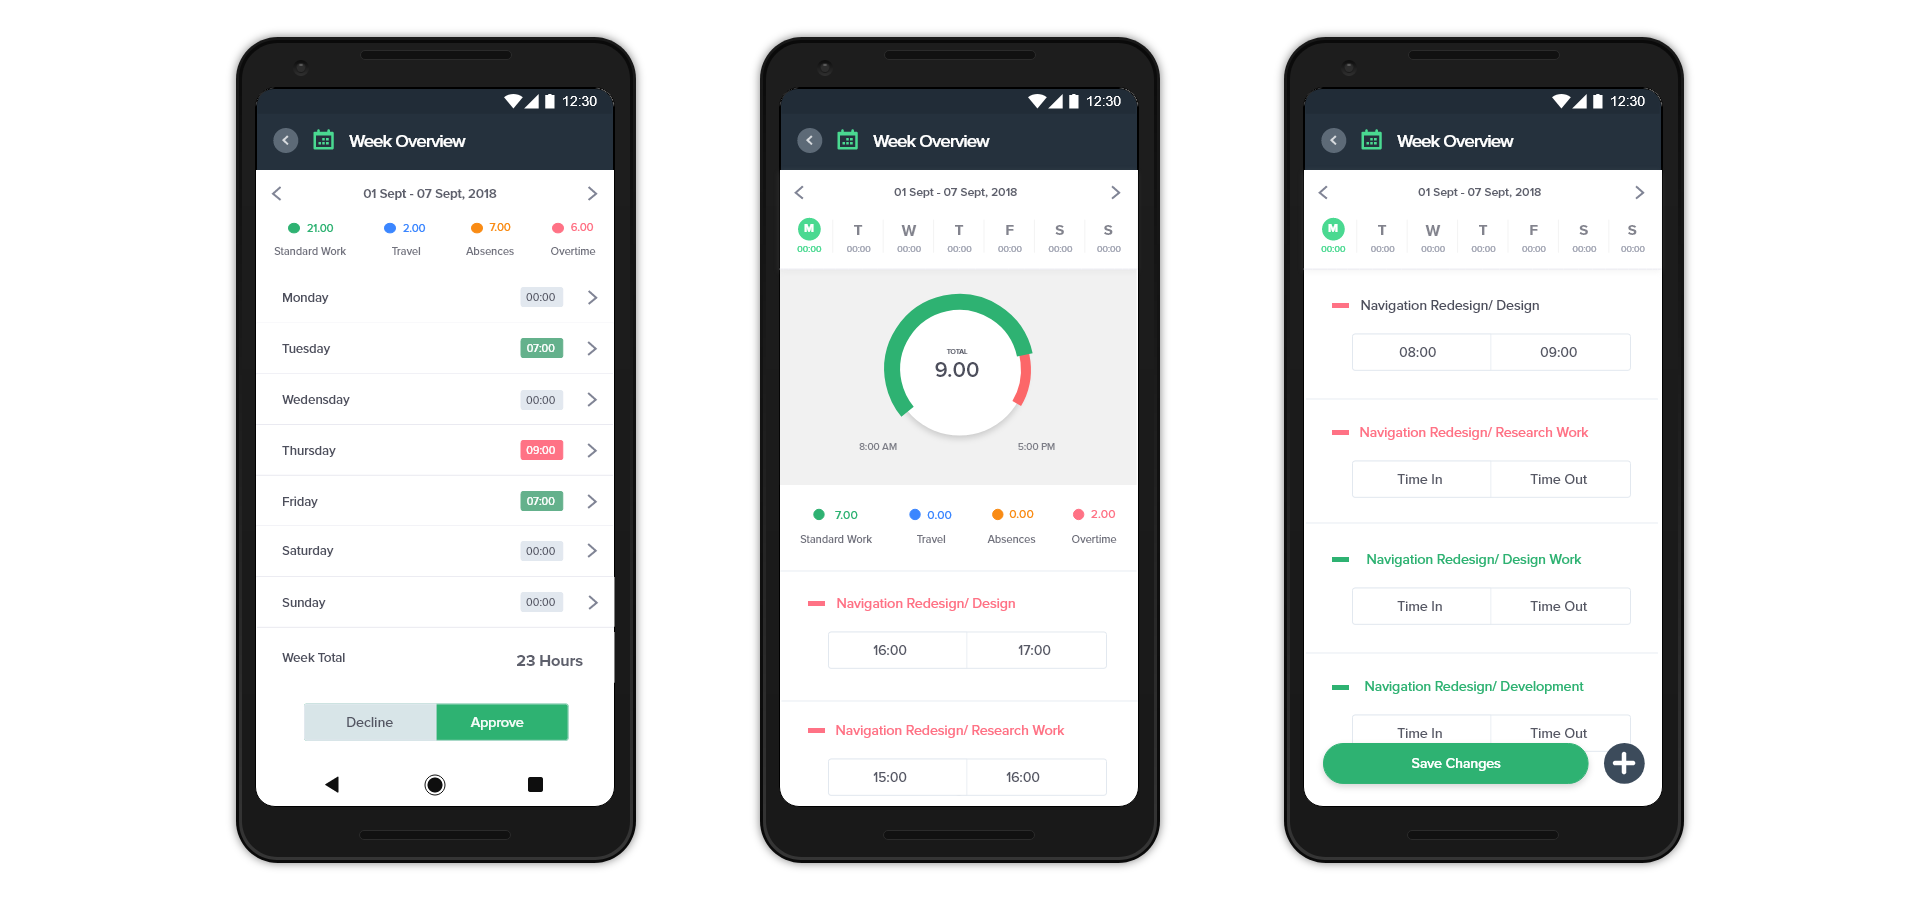 12:30
Week Overview
01 Sept - 07 Sept, 2018
21.00 2.00 7.00 6.00
Standard Work Travel Absences Overtime
Monday 00:00
Tuesday 07:00
Wedensday 00:00
Thursday 09:00
Friday 07:00
Saturday 00:00
Sunday 00:00
Week Total 23 Hours
Decline Approve
12:30
Week Overview
01 Sept - 07 Sept, 2018
M T W T F S S
00:00 00:00 00:00 00:00 00:00 00:00 00:00
TOTAL
9.00
8:00 AM 5:00 PM
7.00 0.00 0.00 2.00
Standard Work Travel Absences Overtime
Navigation Redesign/ Design
16:00 17:00
Navigation Redesign/ Research Work
15:00 16:00
12:30
Week Overview
01 Sept - 07 Sept, 2018
M T W T F S S
00:00 00:00 00:00 00:00 00:00 00:00 00:00
Navigation Redesign/ Design
08:00 09:00
Navigation Redesign/ Research Work
Time In Time Out
Navigation Redesign/ Design Work
Time In Time Out
Navigation Redesign/ Development
Time In Time Out
Save Changes